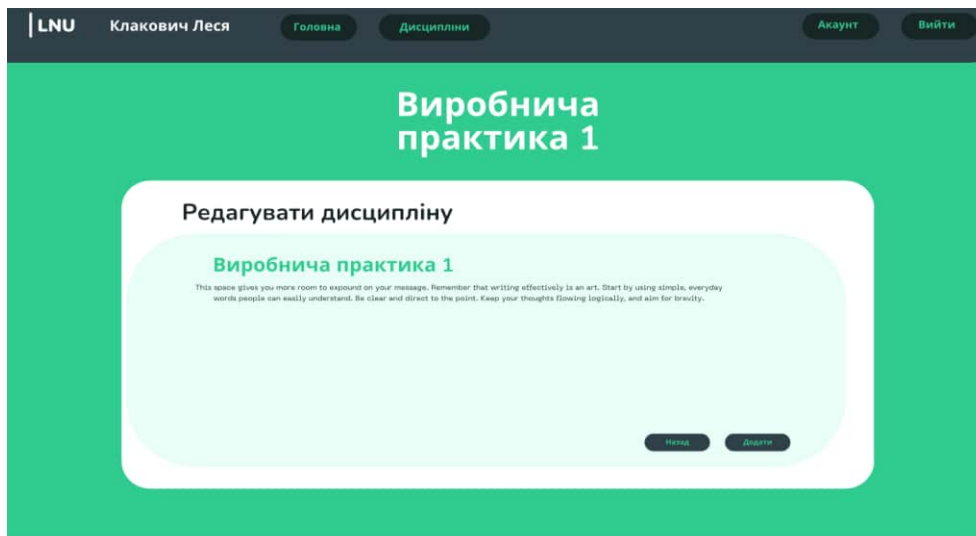 LNU Клакович Леся Головна Дисципліни Акаунт Вийти
Виробнича
практика 1
Редагувати дисципліну
Виробнича практика 1
This space gives you more room to expound on your message. Remember that writing effectively is an art. Start by using simple, everyday
words people can easily understand. Be clear and direct to the point. Keep your thoughts flowing logically, and aim for brevity.
Назад Додати